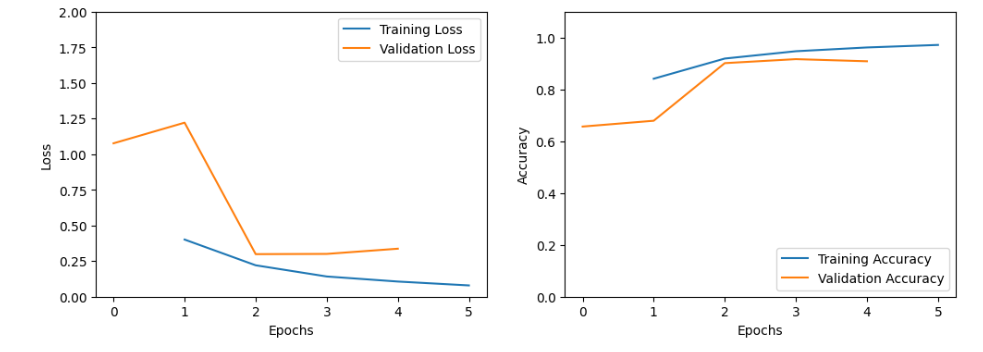 2.00
1.75
1.50
1.25
1.00
0.75
0.50
0.25
0.00
Loss
0 1 2 3 4 5
Epochs
Training Loss
Validation Loss
1.0
0.8
0.6
0.4
0.2
0.0
Accuracy
0 1 2 3 4 5
Epochs
Training Accuracy
Validation Accuracy